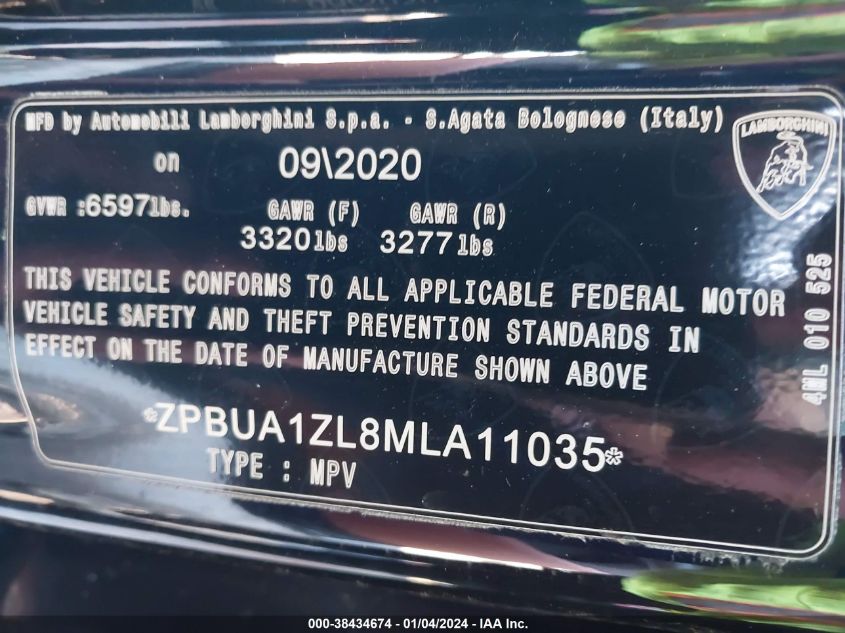 MFD by Automobili Lamborghini S.p.a. - S.Agata Bolognese (Italy)
LAMBORGHINI
on 09\2020
GVWR :6597lbs. GAWR (F) GAWR (R)
3320lbs 3277lbs
THIS VEHICLE CONFORMS TO ALL APPLICABLE FEDERAL MOTOR
VEHICLE SAFETY AND THEFT PREVENTION STANDARDS IN
EFFECT ON THE DATE OF MANUFACTURE SHOWN ABOVE
4ML 010 525
*ZPBUA1ZL8MLA11035*
TYPE : MPV
000-38434674 - 01/04/2024 - IAA Inc.